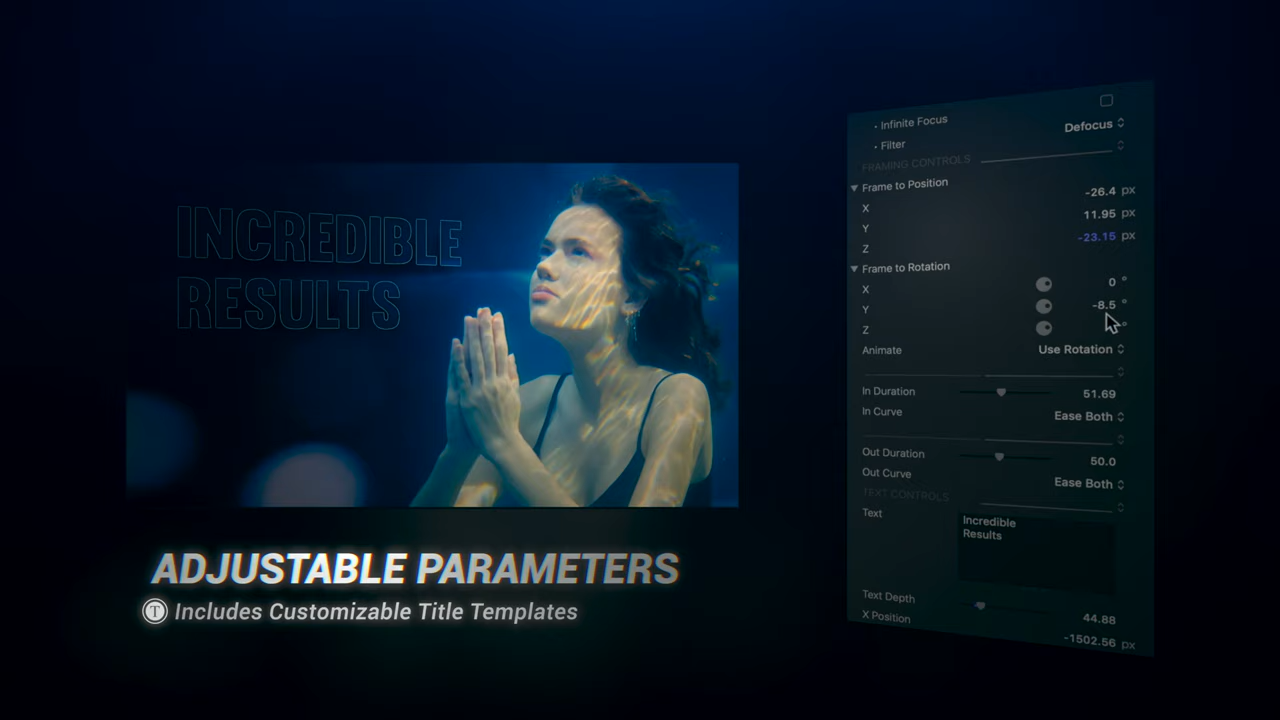 INCREDIBLE
RESULTS
ADJUSTABLE PARAMETERS
T Includes Customizable Title Templates
• Infinite Focus
• Filter Defocus
FRAMING CONTROLS
Frame to Position
X -26.4 px
Y 11.95 px
Z -23.15 px
Frame to Rotation
X 0 °
Y -8.5 °
Z °
Animate Use Rotation
In Duration 51.69
In Curve Ease Both
Out Duration 50.0
Out Curve Ease Both
TEXT CONTROLS
Text Incredible
Results
Text Depth 44.88
X Position -1502.56 px